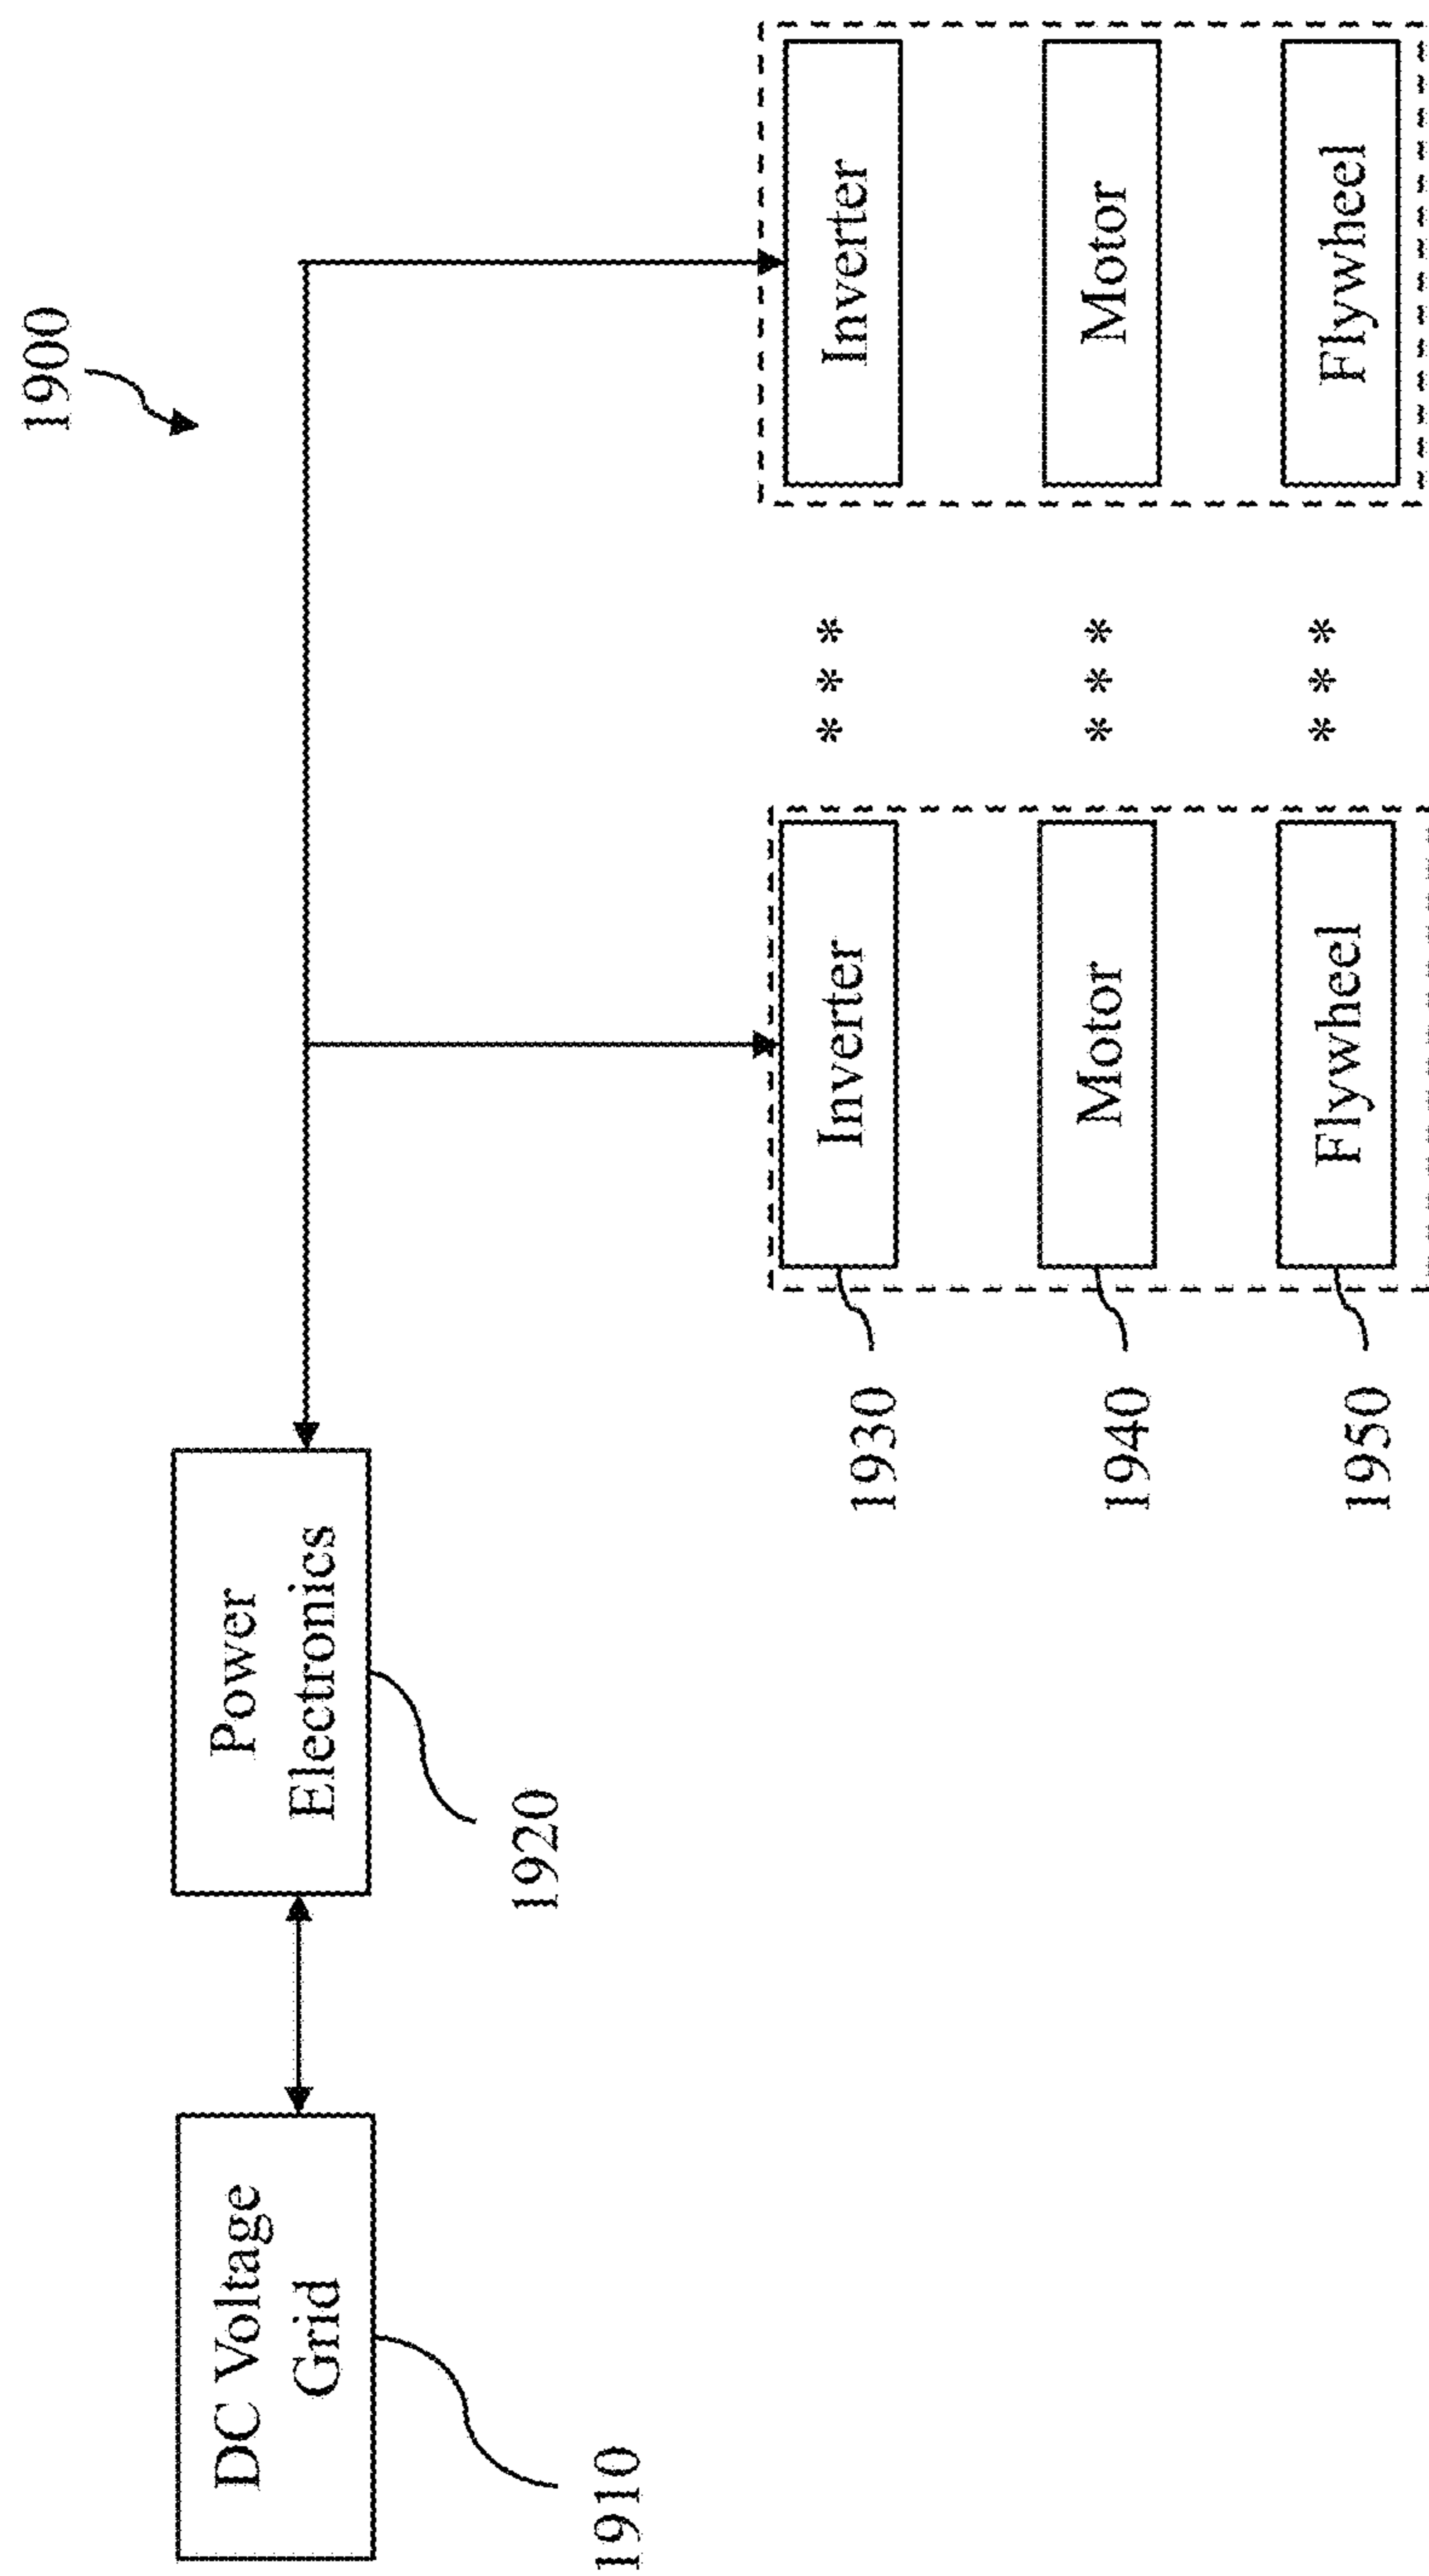 1900
DC Voltage
Grid
1910
Power
Electronics
1920
1930
Inverter
* * *
Inverter
1940
Motor
* * *
Motor
1950
Flywheel
* * *
Flywheel